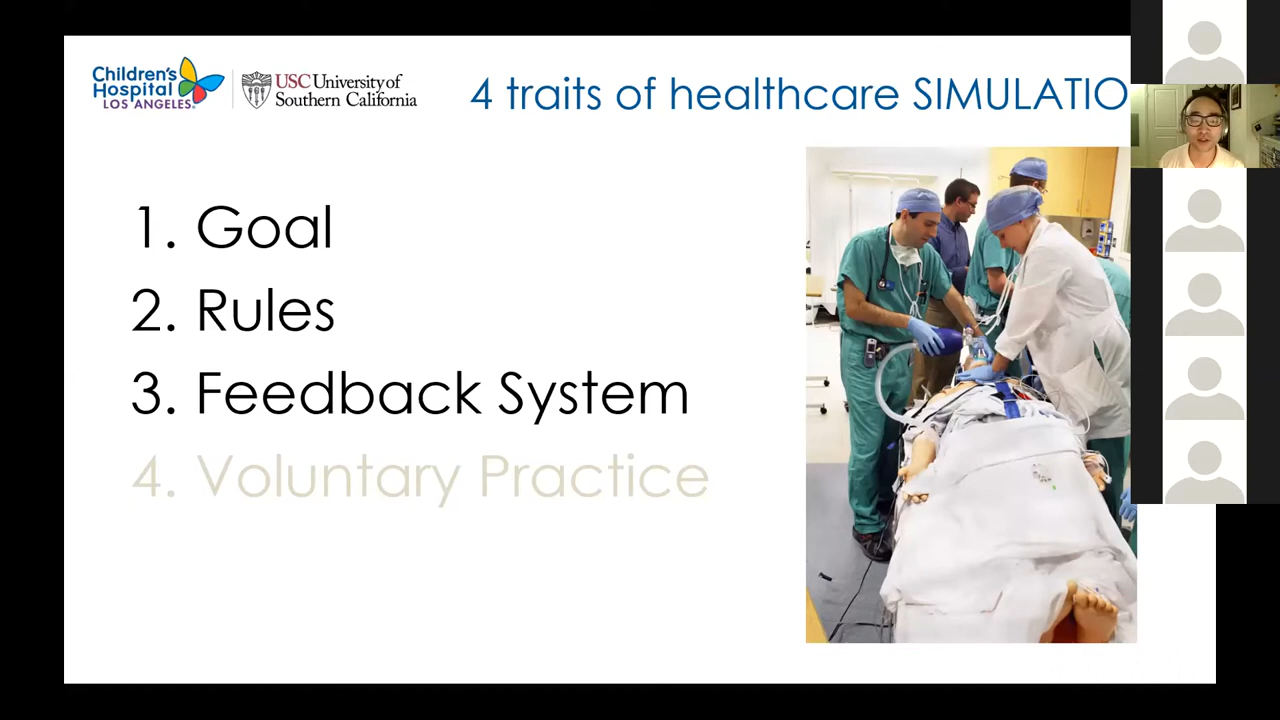 Children's
Hospital
LOS ANGELES
USC University of
Southern California
4 traits of healthcare SIMULATIO
1. Goal
2. Rules
3. Feedback System
4. Voluntary Practice